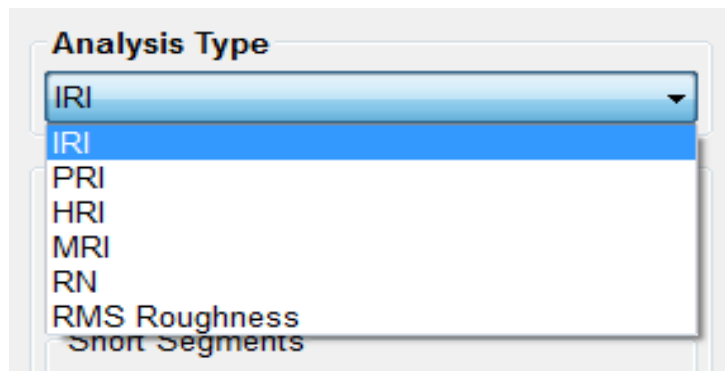 Analysis Type
IRI
IRI
PRI
HRI
MRI
RN
RMS Roughness
Short Segments